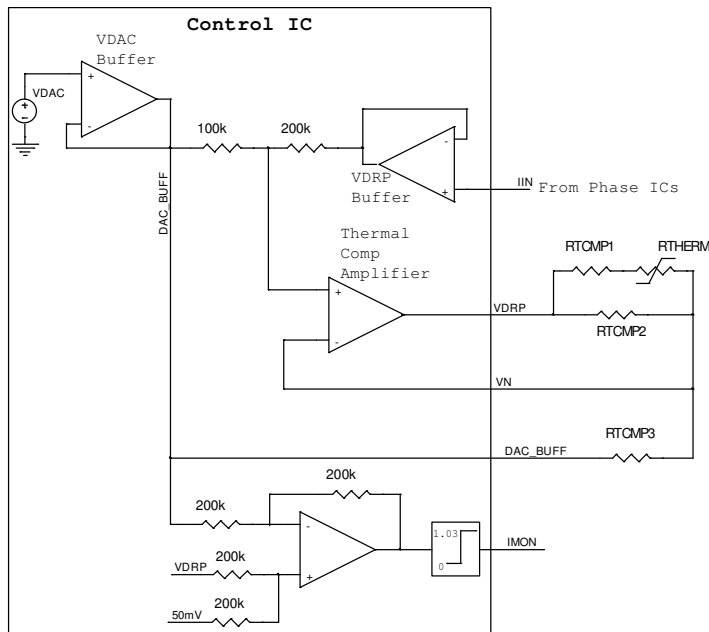 Control IC
VDAC
Buffer
+
-
VDAC
+
-
100k
200k
-
+
VDRP
Buffer
IIN
From Phase ICs
DAC_BUFF
Thermal
Comp
Amplifier
+
-
RTCMP1
RTHERM
VDRP
RTCMP2
VN
RTCMP3
DAC_BUFF
200k
200k
-
+
1.03
0
IMON
VDRP
200k
200k
50mV